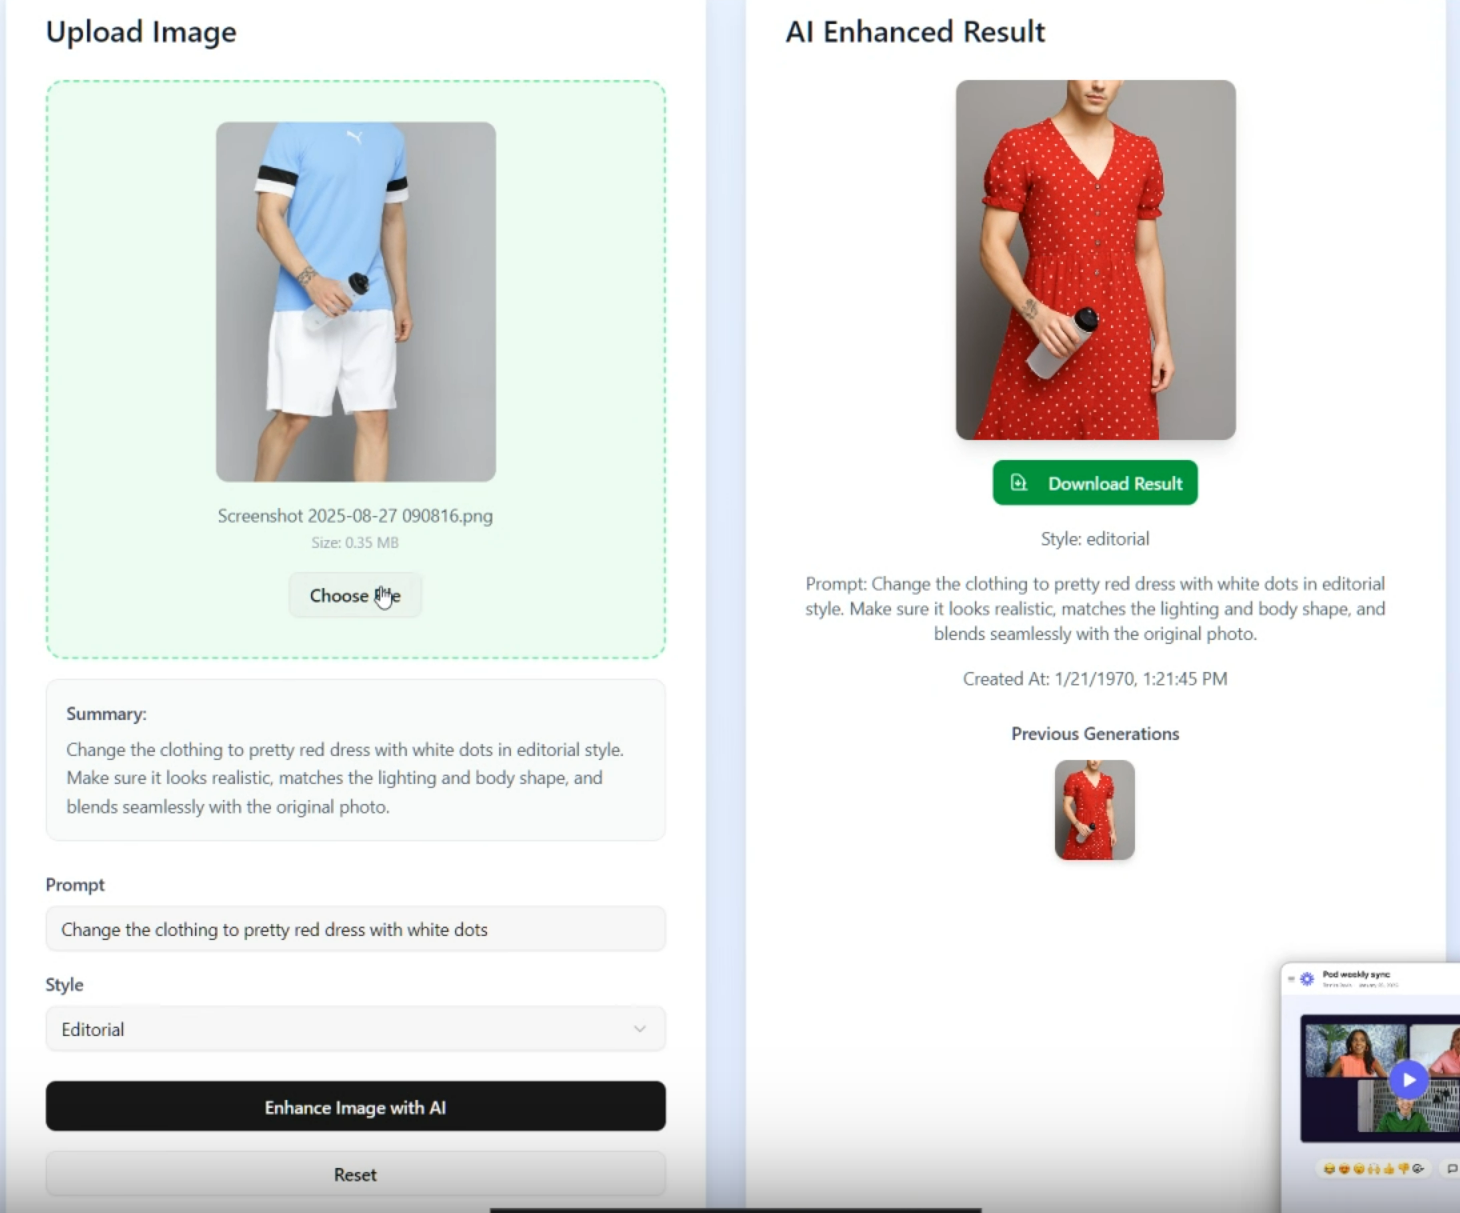 Upload Image
Screenshot 2025-08-27 090816.png
Size: 0.35 MB
Choose
Summary:
Change the clothing to pretty red dress with white dots in editorial style.
Make sure it looks realistic, matches the lighting and body shape, and
blends seamlessly with the original photo.
Prompt
Change the clothing to pretty red dress with white dots
Style
Editorial
Enhance Image with AI
Reset
AI Enhanced Result
Download Result
Style: editorial
Prompt: Change the clothing to pretty red dress with white dots in editorial
style. Make sure it looks realistic, matches the lighting and body shape, and
blends seamlessly with the original photo.
Created At: 1/21/1970, 1:21:45 PM
Previous Generations
Pod weekly sync